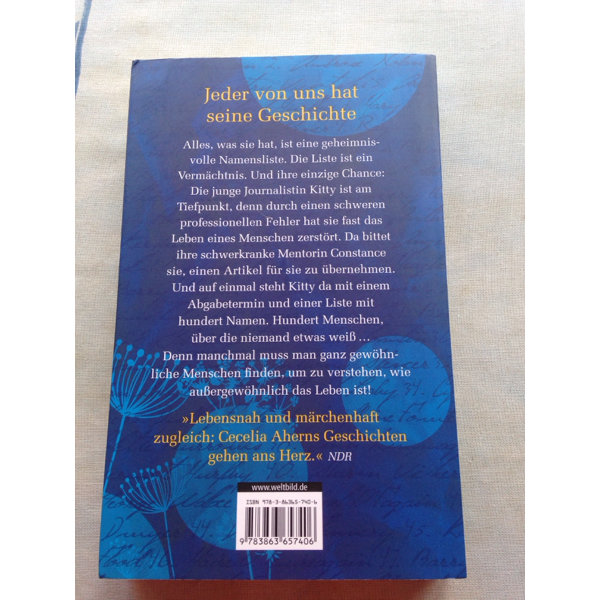 Jeder von uns hat
seine Geschichte
Alles, was sie hat, ist eine geheimnis-
volle Namensliste. Die Liste ist ein
Vermächtnis. Und ihre einzige Chance:
Die junge Journalistin Kitty ist am
Tiefpunkt, denn durch einen schweren
professionellen Fehler hat sie fast das
Leben eines Menschen zerstört. Da bittet
ihre schwerkranke Mentorin Constance
sie, einen Artikel für sie zu übernehmen.
Und auf einmal steht Kitty da mit einem
Abgabetermin und einer Liste mit
hundert Namen. Hundert Menschen,
über die niemand etwas weiß ...
Denn manchmal muss man ganz gewöhn-
liche Menschen finden, um zu verstehen, wie
außergewöhnlich das Leben ist!
»Lebensnah und märchenhaft
zugleich: Cecelia Aherns Geschichten
gehen ans Herz.« NDR
www.weltbild.de
ISBN 978-3-86365-740-6
9 783863 657406